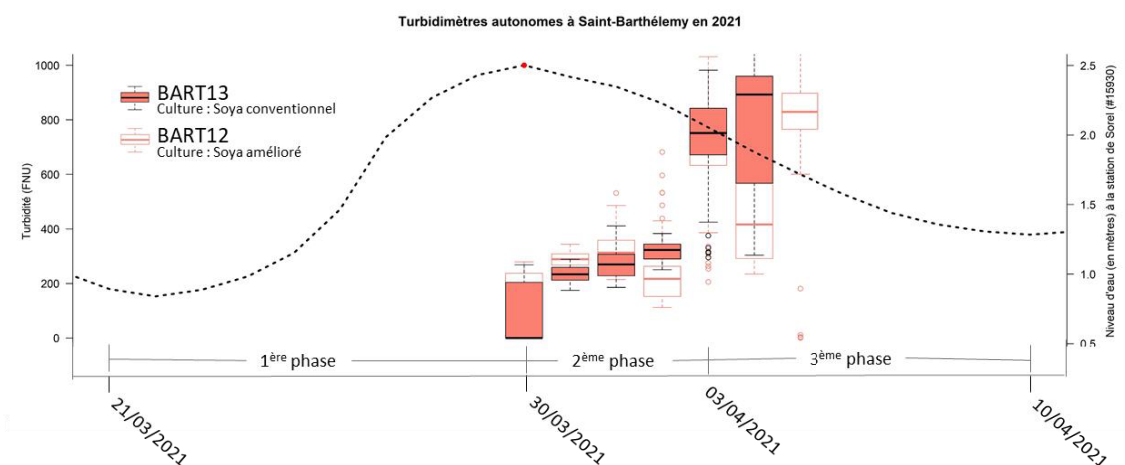 Turbidimètres autonomes à Saint-Barthélemy en 2021
1000
800
600
400
200
0
Turbidité (FNU)
BART13
Culture : Soya conventionnel
BART12
Culture : Soya amélioré
2.5
2.0
1.5
1.0
0.5
Niveau d'eau (en mètres) à la station de Sorel (#15930)
1ère phase
2ème phase
3ème phase
21/03/2021
30/03/2021
03/04/2021
10/04/2021